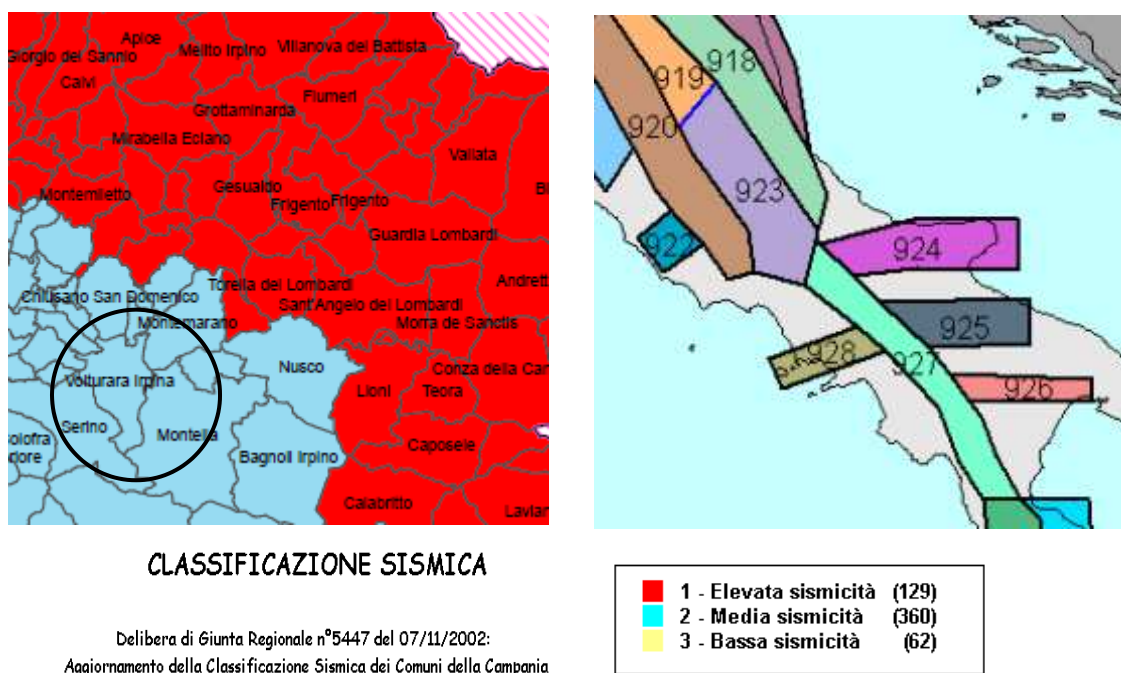 Apice
Giorgio del Sannio
Melito Irpino
Villanova del Battista
Calvi
Flumeri
Grottaminarda
Mirabella Eclano
Vallata
Gesualdo
Montemiletto
Frigento
Frigento
Guardia Lombardi
Andrett
Torella dei Lombardi
Chiusano San Domenico
Sant'Angelo dei Lombardi
Montemarano
Morra de Sanctis
Nusco
Conza della Car
Volturara Irpina
Lioni
Teora
Serino
Montella
Solofra
Caposele
Bagnoli Irpino
Calabritto
Lavian
918
919
920
923
922
924
925
928
927
926
CLASSIFICAZIONE SISMICA
Delibera di Giunta Regionale n°5447 del 07/11/2002:
Aggiornamento della Classificazione Sismica dei Comuni della Campania
1 - Elevata sismicità (129)
2 - Media sismicità (360)
3 - Bassa sismicità (62)